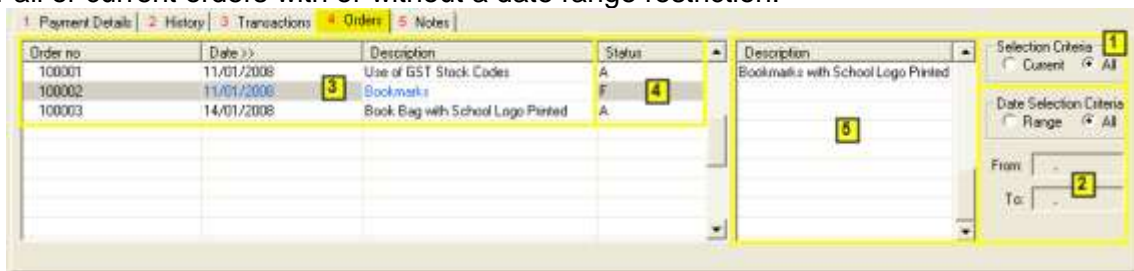 all or current orders with or without a date range restriction.
1 Payment Details 2 History 3 Transactions 4 Orders 5 Notes
Order no Date >> Description Status Description Selection Criteria 1
100001 11/01/2008 Use of GST Stock Codes A Bookmarks with School Logo Printed Current All
100002 11/01/2008 3 Bookmarks F 4
100003 14/01/2008 Book Bag with School Logo Printed A Date Selection Criteria
5 Range All
From: .
2
To: .